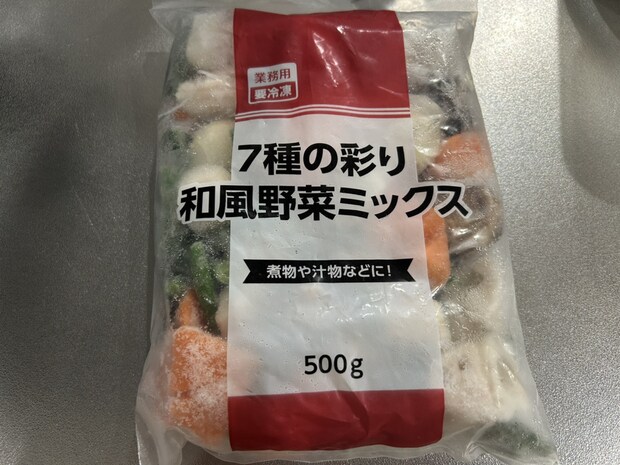 業務用
要冷凍
7種の彩り
和風野菜ミックス
煮物や汁物などに!
500g